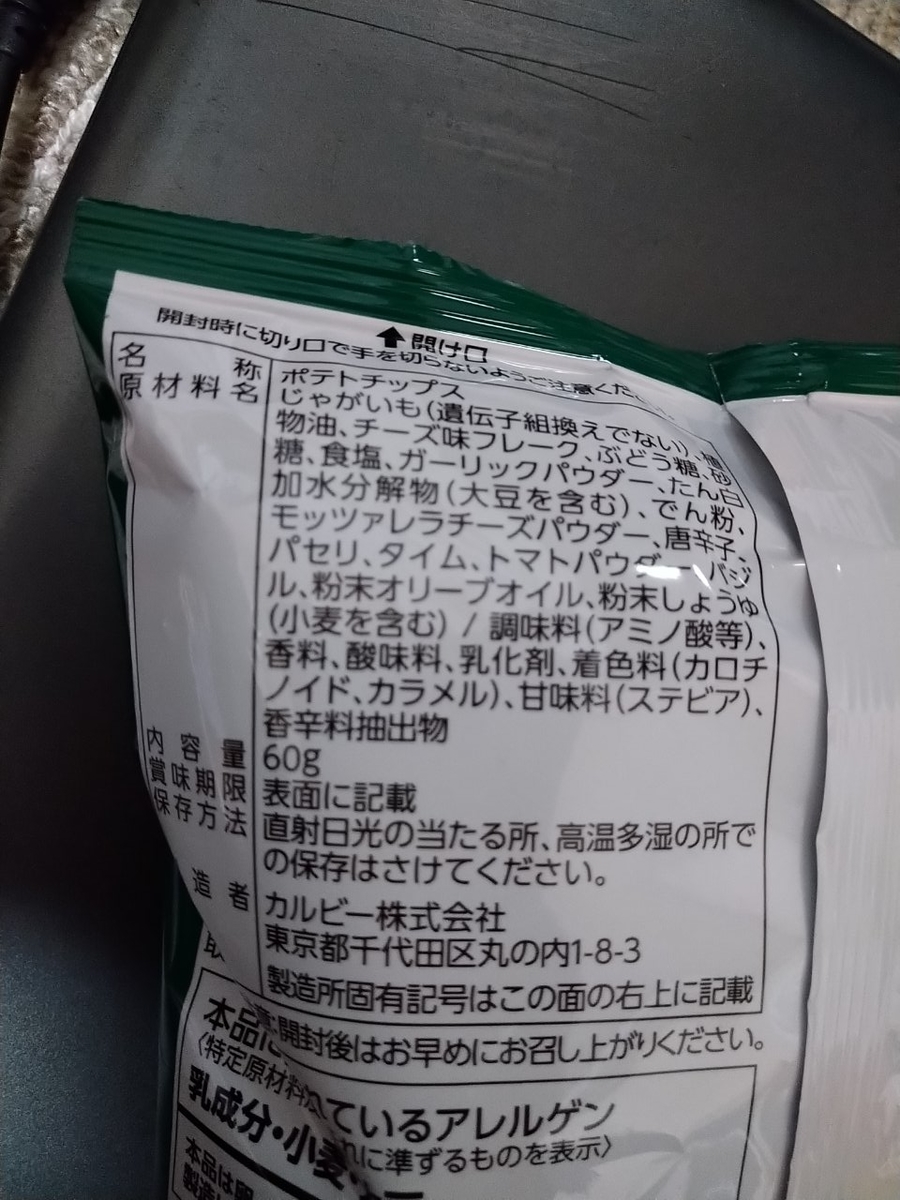 ⬆開け口
開封時に切り口で手を切らないようご注意くだ
名称 ポテトチップス
原材料名 じゃがいも(遺伝子組換えでない)、植
物油、チーズ味フレーク、ぶどう糖、砂
糖、食塩、ガーリックパウダー、たん白
加水分解物(大豆を含む)、でん粉、
モッツァレラチーズパウダー、唐辛子、
パセリ、タイム、トマトパウダー、バジ
ル、粉末オリーブオイル、粉末しょうゆ
(小麦を含む) / 調味料(アミノ酸等)、
香料、酸味料、乳化剤、着色料(カロチ
ノイド、カラメル)、甘味料(ステビア)、
香辛料抽出物
内容量 60g
賞味期限 表面に記載
保存方法 直射日光の当たる所、高温多湿の所で
の保存はさけてください。
造者 カルビー株式会社
東京都千代田区丸の内1-8-3
製造所固有記号はこの面の右上に記載
開封後はお早めにお召し上がりください。
本品に ているアレルゲン
〈特定原材料 に準ずるものを表示〉
乳成分・小麦
本品は卵
製造